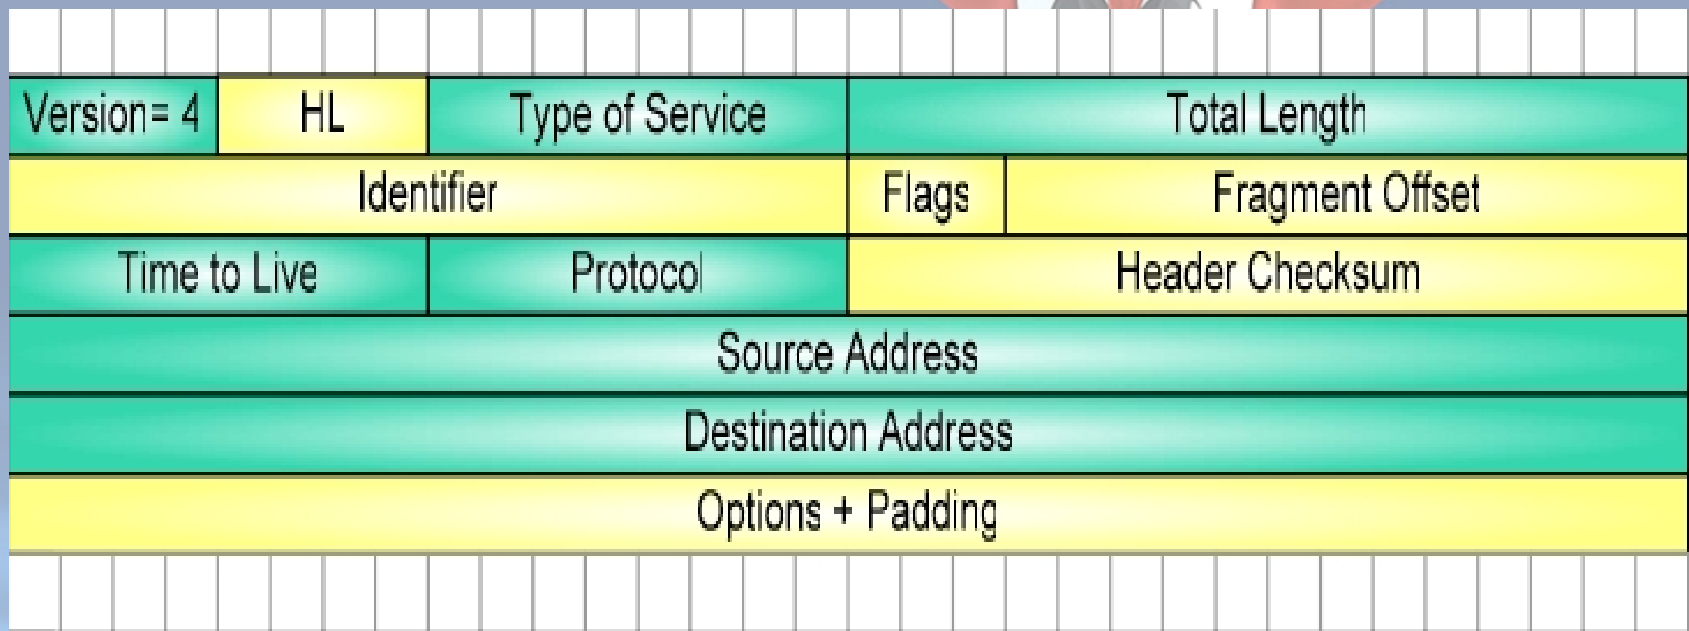 Version= 4 HL Type of Service Total Length
Identifier Flags Fragment Offset
Time to Live Protocol Header Checksum
Source Address
Destination Address
Options + Padding